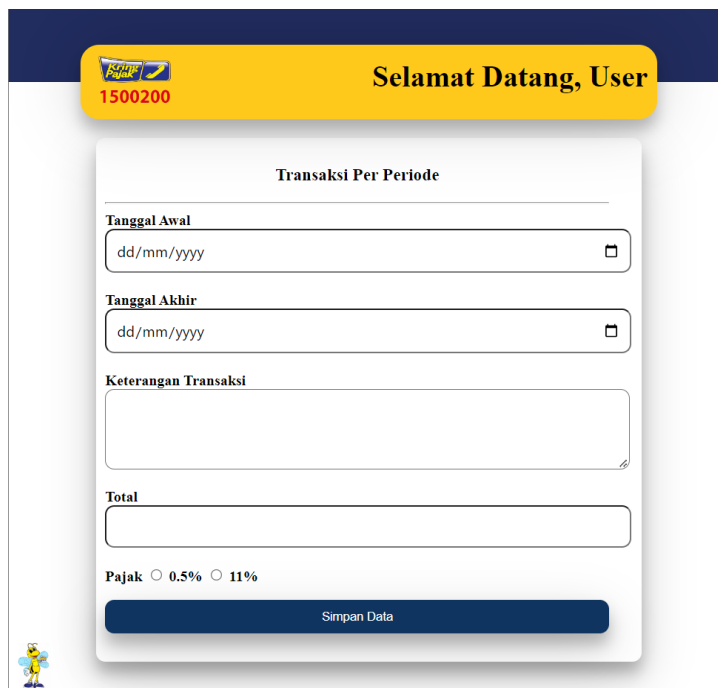 Kring
Pajak
1500200
Selamat Datang, User
Transaksi Per Periode
Tanggal Awal
dd/mm/yyyy
Tanggal Akhir
dd/mm/yyyy
Keterangan Transaksi
Total
Pajak 0.5% 11%
Simpan Data